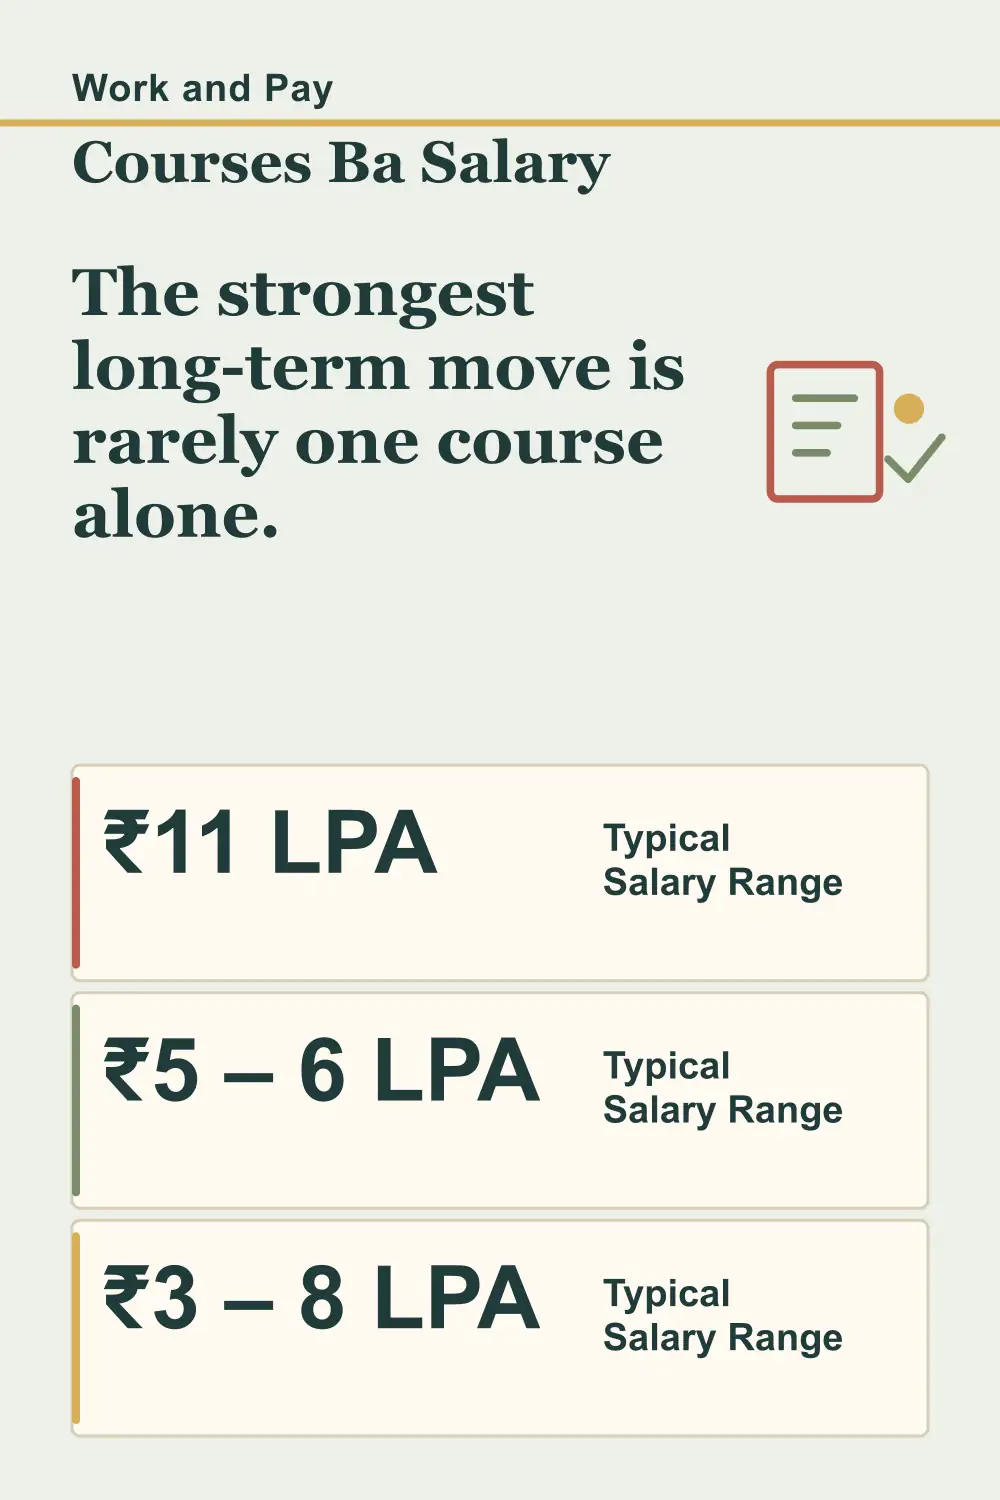 Work and Pay
Courses Ba Salary
The strongest
long-term move is
rarely one course
alone.
₹11 LPA
Typical
Salary Range
₹5 – 6 LPA
Typical
Salary Range
₹3 – 8 LPA
Typical
Salary Range